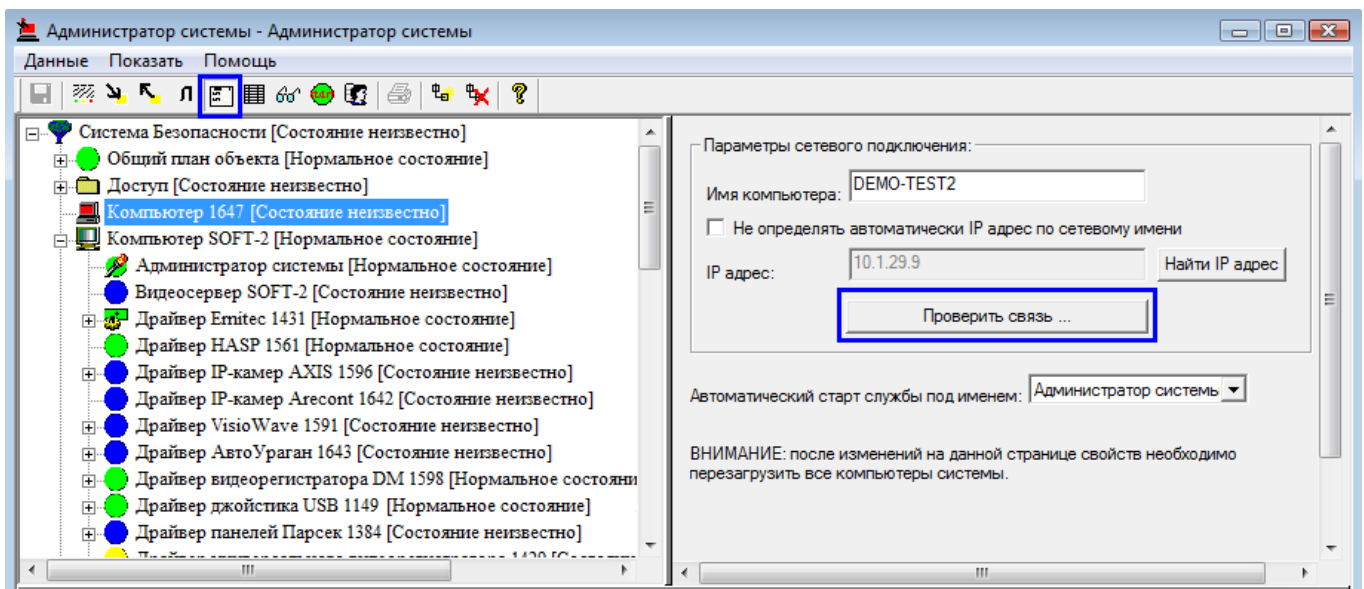 Администратор системы - Администратор системы
Данные Показать Помощь
Л
Система Безопасности [Состояние неизвестно]
Общий план объекта [Нормальное состояние]
Доступ [Состояние неизвестно]
Компьютер 1647 [Состояние неизвестно]
Компьютер SOFT-2 [Нормальное состояние]
Администратор системы [Нормальное состояние]
Видеосервер SOFT-2 [Состояние неизвестно]
Драйвер Ernitec 1431 [Нормальное состояние]
Драйвер HASP 1561 [Нормальное состояние]
Драйвер IP-камер AXIS 1596 [Состояние неизвестно]
Драйвер IP-камер Arecont 1642 [Состояние неизвестно]
Драйвер VisioWave 1591 [Состояние неизвестно]
Драйвер АвтоУраган 1643 [Состояние неизвестно]
Драйвер видеорегистратора DM 1598 [Нормальное состояни
Драйвер джойстика USB 1149 [Нормальное состояние]
Драйвер панелей Парсек 1384 [Состояние неизвестно]
Параметры сетевого подключения:
Имя компьютера: DEMO-TEST2
Не определять автоматически IP адрес по сетевому имени
IP адрес: 10.1.29.9 Найти IP адрес
Проверить связь ...
Автоматический старт службы под именем: Администратор системы
ВНИМАНИЕ: после изменений на данной странице свойств необходимо
перезагрузить все компьютеры системы.